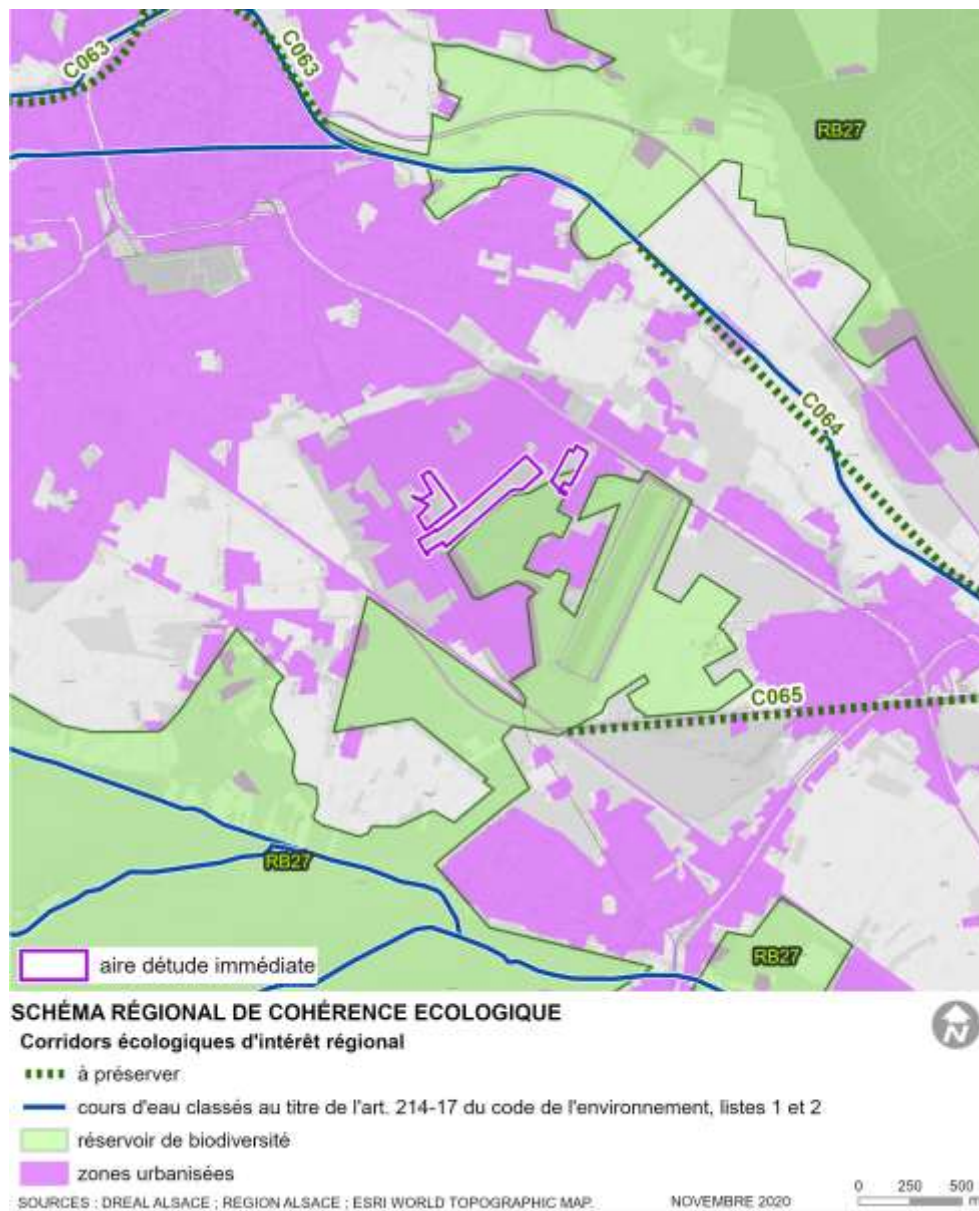 C063
C063
RB27
C064
C065
RB27
RB27
aire détude immédiate
SCHÉMA RÉGIONAL DE COHÉRENCE ECOLOGIQUE
Corridors écologiques d'intérêt régional
à préserver
cours d'eau classés au titre de l'art. 214-17 du code de l'environnement, listes 1 et 2
réservoir de biodiversité
zones urbanisées
N
SOURCES : DREAL ALSACE ; REGION ALSACE ; ESRI WORLD TOPOGRAPHIC MAP. NOVEMBRE 2020 0 250 500 m